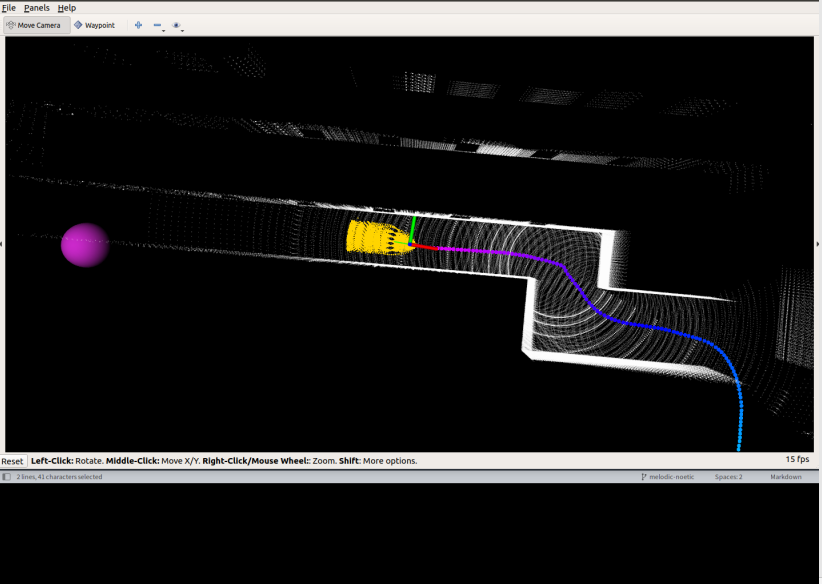 File Panels Help
Move Camera Waypoint
Reset Left-Click: Rotate. Middle-Click: Move X/Y. Right-Click/Mouse Wheel:: Zoom. Shift: More options. 15 fps
2 lines, 41 characters selected melodic-noetic Spaces: 2 Markdown